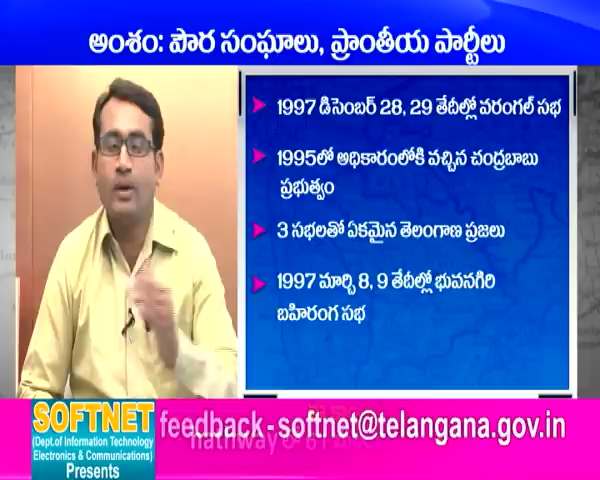 అంశం: పౌర సంఘాలు, ప్రాంతీయ పార్టీలు
1997 డిసెంబర్ 28, 29 తేదీల్లో వరంగల్ సభ
1995లో అధికారంలోకి వచ్చిన చంద్రబాబు
ప్రభుత్వం
3 సభలతో ఏకమైన తెలంగాణ ప్రజలు
1997 మార్చి 8, 9 తేదీల్లో భువనగిరి
బహిరంగ సభ
SOFTNET
(Dept.of Information Technology
Electronics & Communications)
Presents
feedback - softnet@telangana.gov.in
hathway